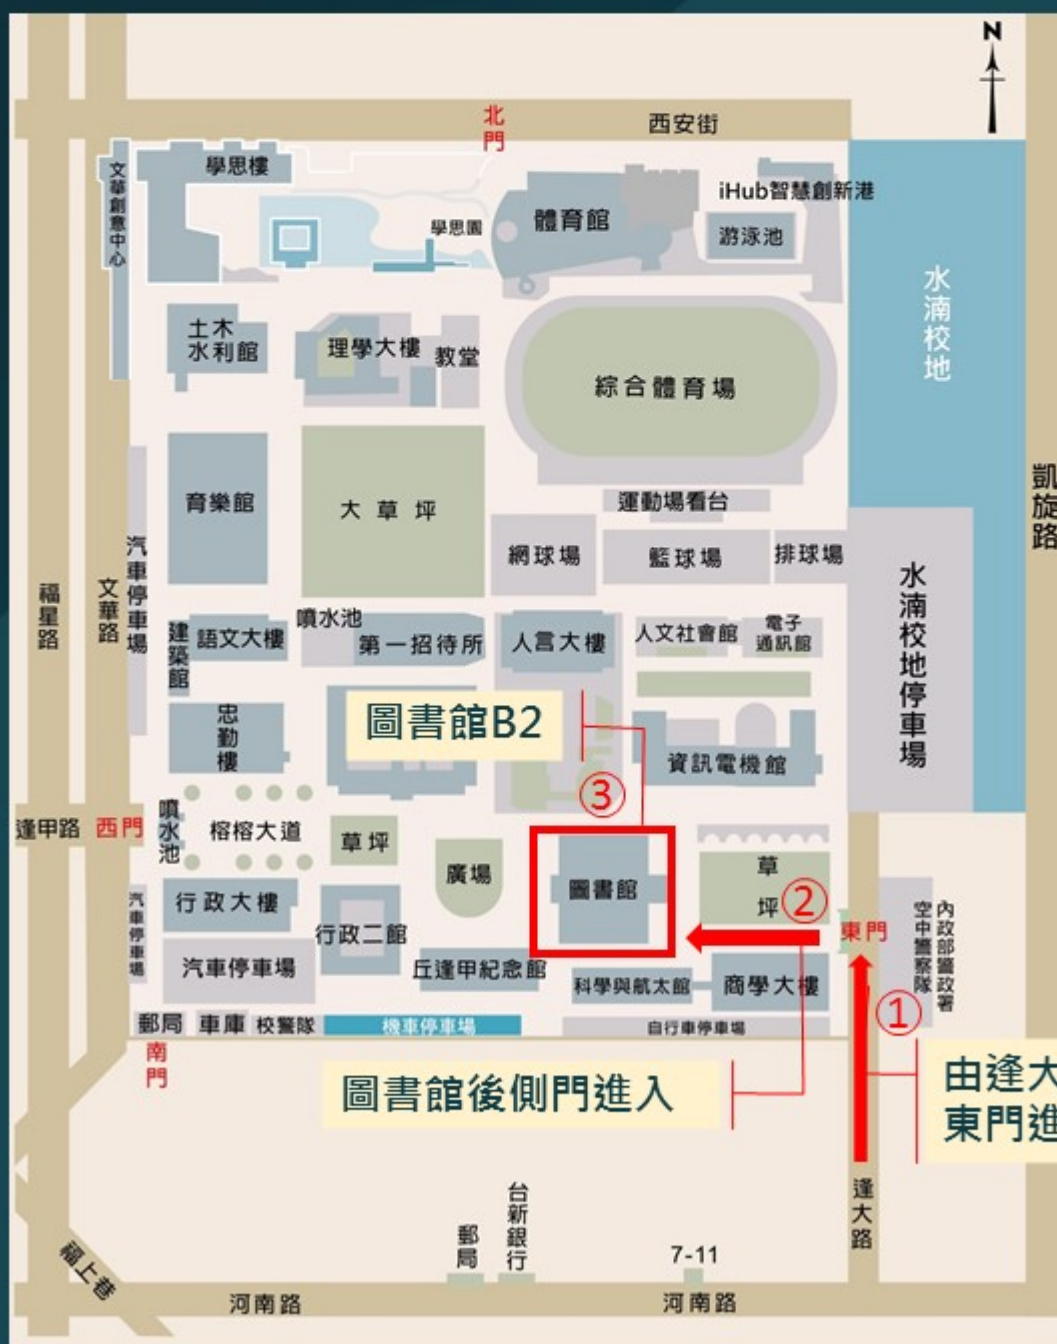 N
北門
西安街
文華創意中心
學思樓
學思園
體育館
iHub智慧創新港
游泳池
水湳校地
土木
水利館
理學大樓
教堂
綜合體育場
凱旋路
育樂館
大草坪
運動場看台
網球場
籃球場
排球場
汽車停車場
福星路
文華路
水湳校地停車場
建築館
語文大樓
噴水池
第一招待所
人言大樓
人文社會館
電子
通訊館
忠勤樓
圖書館B2
資訊電機館
③
逢甲路
西門
噴水池
榕榕大道
草坪
廣場
圖書館
草坪
②
東門
內政部警政署
空中警察隊
汽車停車場
行政大樓
行政二館
汽車停車場
丘逢甲紀念館
科學與航太館
商學大樓
①
郵局
車庫
校警隊
機車停車場
自行車停車場
南門
圖書館後側門進入
由逢大
東門進
逢大路
台新銀行
郵局
7-11
福上巷
河南路
河南路